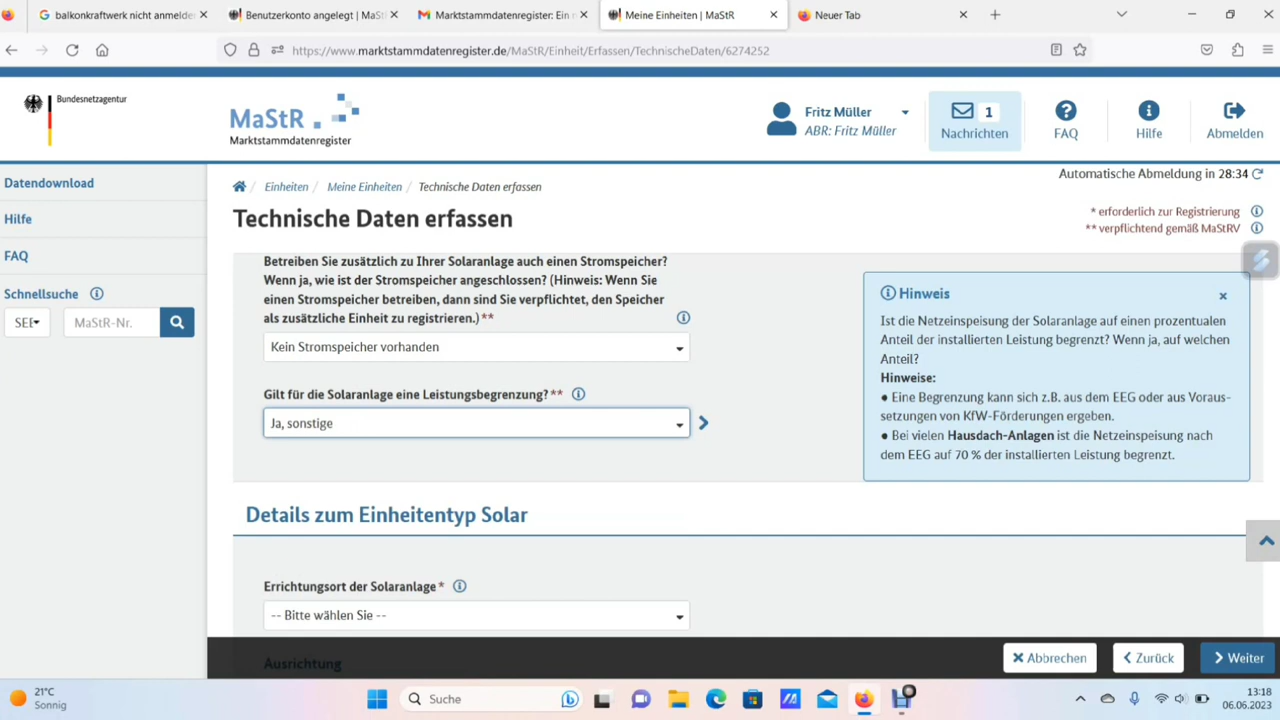 balkonkraftwerk nicht anmelde
Benutzerkonto angelegt | MaSt
Marktstammdatenregister: Ein n
Meine Einheiten | MaStR
Neuer Tab
https://www.marktstammdatenregister.de/MaStR/Einheit/Erfassen/TechnischeDaten/6274252
Bundesnetzagentur
MaStR
Marktstammdatenregister
Fritz Müller
ABR: Fritz Müller
1
Nachrichten
FAQ
Hilfe
Abmelden
Datendownload
Hilfe
FAQ
Schnellsuche
SEE
MaStR-Nr.
Einheiten / Meine Einheiten / Technische Daten erfassen
Automatische Abmeldung in 28:34
Technische Daten erfassen
* erforderlich zur Registrierung
** verpflichtend gemäß MaStRV
Betreiben Sie zusätzlich zu Ihrer Solaranlage auch einen Stromspeicher?
Wenn ja, wie ist der Stromspeicher angeschlossen? (Hinweis: Wenn Sie
einen Stromspeicher betreiben, dann sind Sie verpflichtet, den Speicher
als zusätzliche Einheit zu registrieren.)**
Kein Stromspeicher vorhanden
Gilt für die Solaranlage eine Leistungsbegrenzung?**
Ja, sonstige
Hinweis
Ist die Netzeinspeisung der Solaranlage auf einen prozentualen
Anteil der installierten Leistung begrenzt? Wenn ja, auf welchen
Anteil?
Hinweise:
● Eine Begrenzung kann sich z.B. aus dem EEG oder aus Voraus-
setzungen von KfW-Förderungen ergeben.
● Bei vielen Hausdach-Anlagen ist die Netzeinspeisung nach
dem EEG auf 70 % der installierten Leistung begrenzt.
Details zum Einheitentyp Solar
Errichtungsort der Solaranlage*
-- Bitte wählen Sie --
Ausrichtung
Abbrechen
Zurück
Weiter
21°C
Sonnig
Suche
13:18
06.06.2023